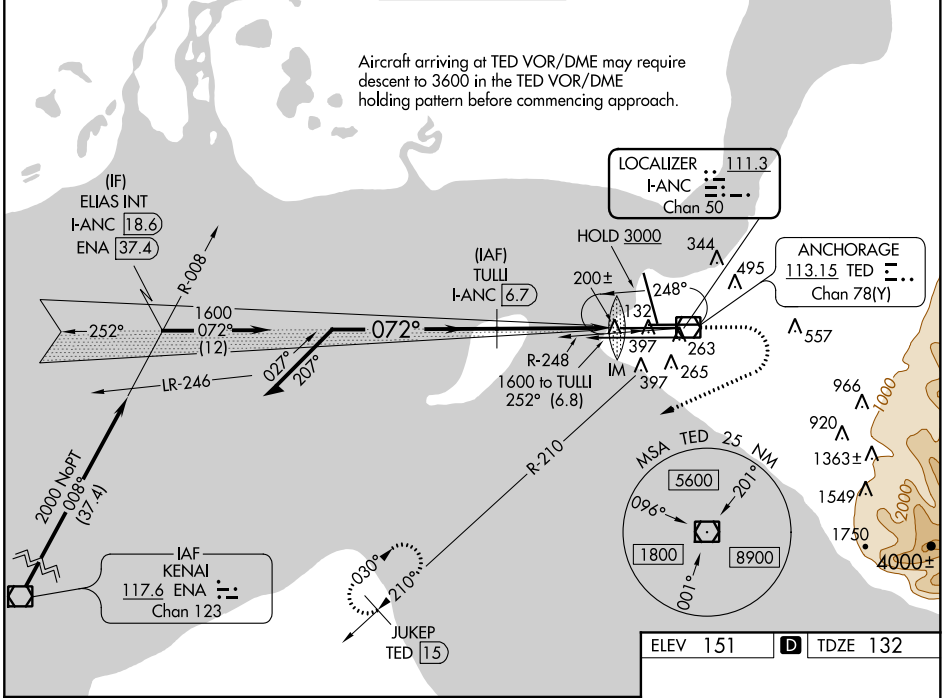 Aircraft arriving at TED VOR/DME may require
descent to 3600 in the TED VOR/DME
holding pattern before commencing approach.
LOCALIZER 111.3
I-ANC
Chan 50
(IF)
ELIAS INT
I-ANC 18.6
ENA 37.4
R-008
HOLD 3000
344
495
ANCHORAGE
113.15 TED
Chan 78(Y)
(IAF)
TULLI
I-ANC 6.7
200±
248°
1600
252°
072°
(12)
072°
132
397
263
557
LR-246
027°
207°
R-248
1600 to TULLI
252° (6.8)
IM
397
265
966
1000
920
1363±
2000
1549
1750
4000±
R-210
MSA TED 25 NM
5600
201°
096°
1800
8900
001°
2000 NoPT
008°
(37.4)
IAF
KENAI
117.6 ENA
Chan 123
030°
210°
JUKEP
TED 15
ELEV 151
D
TDZE 132